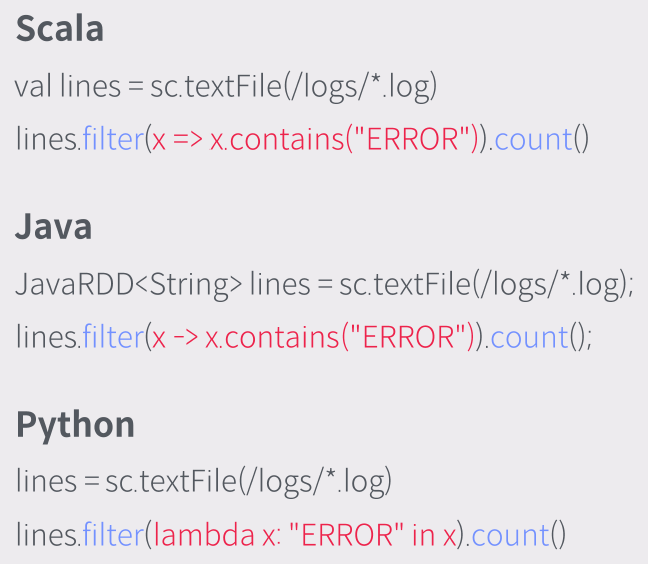 Scala
val lines = sc.textFile(/logs/*.log)
lines.filter(x => x.contains("ERROR")).count()
Java
JavaRDD<String> lines = sc.textFile(/logs/*.log);
lines.filter(x -> x.contains("ERROR")).count();
Python
lines = sc.textFile(/logs/*.log)
lines.filter(lambda x: "ERROR" in x).count()